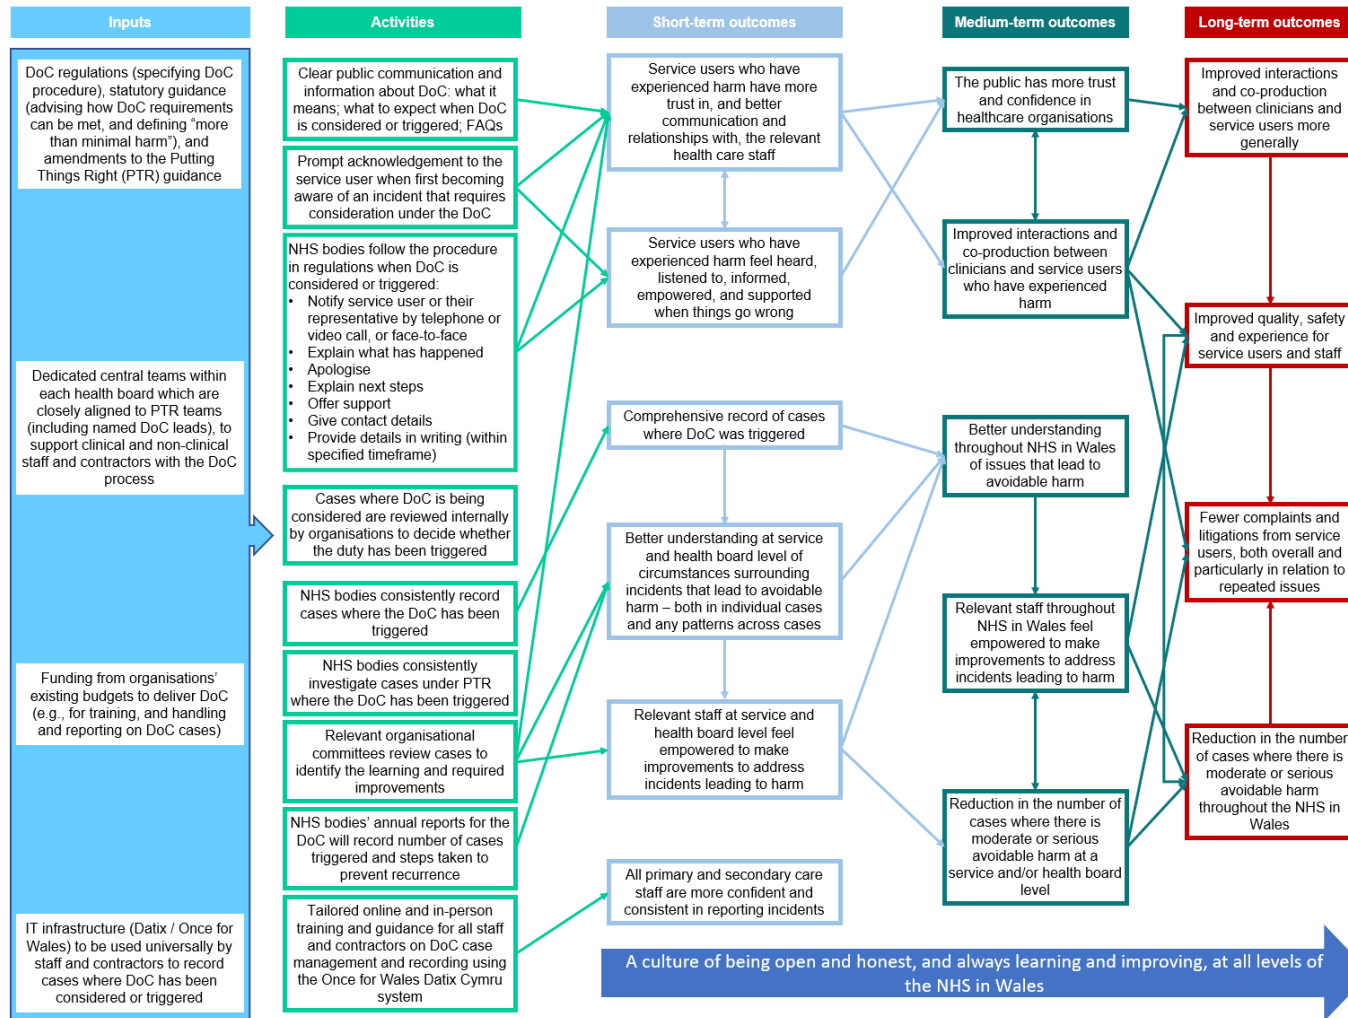 Inputs
Activities
Short-term outcomes
Medium-term outcomes
Long-term outcomes
DoC regulations (specifying DoC
procedure), statutory guidance
(advising how DoC requirements
can be met, and defining “more
than minimal harm”), and
amendments to the Putting
Things Right (PTR) guidance
Dedicated central teams within
each health board which are
closely aligned to PTR teams
(including named DoC leads), to
support clinical and non-clinical
staff and contractors with the DoC
process
Funding from organisations’
existing budgets to deliver DoC
(e.g., for training, and handling
and reporting on DoC cases)
IT infrastructure (Datix / Once for
Wales) to be used universally by
staff and contractors to record
cases where DoC has been
considered or triggered
Clear public communication and
information about DoC: what it
means; what to expect when DoC
is considered or triggered; FAQs
Prompt acknowledgement to the
service user when first becoming
aware of an incident that requires
consideration under the DoC
NHS bodies follow the procedure
in regulations when DoC is
considered or triggered:
• Notify service user or their
representative by telephone or
video call, or face-to-face
• Explain what has happened
• Apologise
• Explain next steps
• Offer support
• Give contact details
• Provide details in writing (within
specified timeframe)
Cases where DoC is being
considered are reviewed internally
by organisations to decide whether
the duty has been triggered
NHS bodies consistently record
cases where the DoC has been
triggered
NHS bodies consistently
investigate cases under PTR
where the DoC has been triggered
Relevant organisational
committees review cases to
identify the learning and required
improvements
NHS bodies’ annual reports for the
DoC will record number of cases
triggered and steps taken to
prevent recurrence
Tailored online and in-person
training and guidance for all staff
and contractors on DoC case
management and recording using
the Once for Wales Datix Cymru
system
Service users who have
experienced harm have more
trust in, and better
communication and
relationships with, the relevant
health care staff
Service users who have
experienced harm feel heard,
listened to, informed,
empowered, and supported
when things go wrong
Comprehensive record of cases
where DoC was triggered
Better understanding at service
and health board level of
circumstances surrounding
incidents that lead to avoidable
harm – both in individual cases
and any patterns across cases
Relevant staff at service and
health board level feel
empowered to make
improvements to address
incidents leading to harm
All primary and secondary care
staff are more confident and
consistent in reporting incidents
The public has more trust
and confidence in
healthcare organisations
Improved interactions and
co-production between
clinicians and service users
who have experienced
harm
Better understanding
throughout NHS in Wales
of issues that lead to
avoidable harm
Relevant staff throughout
NHS in Wales feel
empowered to make
improvements to address
incidents leading to harm
Reduction in the number of
cases where there is
moderate or serious
avoidable harm at a
service and/or health board
level
Improved interactions
and co-production
between clinicians and
service users more
generally
Improved quality, safety
and experience for
service users and staff
Fewer complaints and
litigations from service
users, both overall and
particularly in relation to
repeated issues
Reduction in the number
of cases where there is
moderate or serious
avoidable harm
throughout the NHS in
Wales
A culture of being open and honest, and always learning and improving, at all levels of
the NHS in Wales